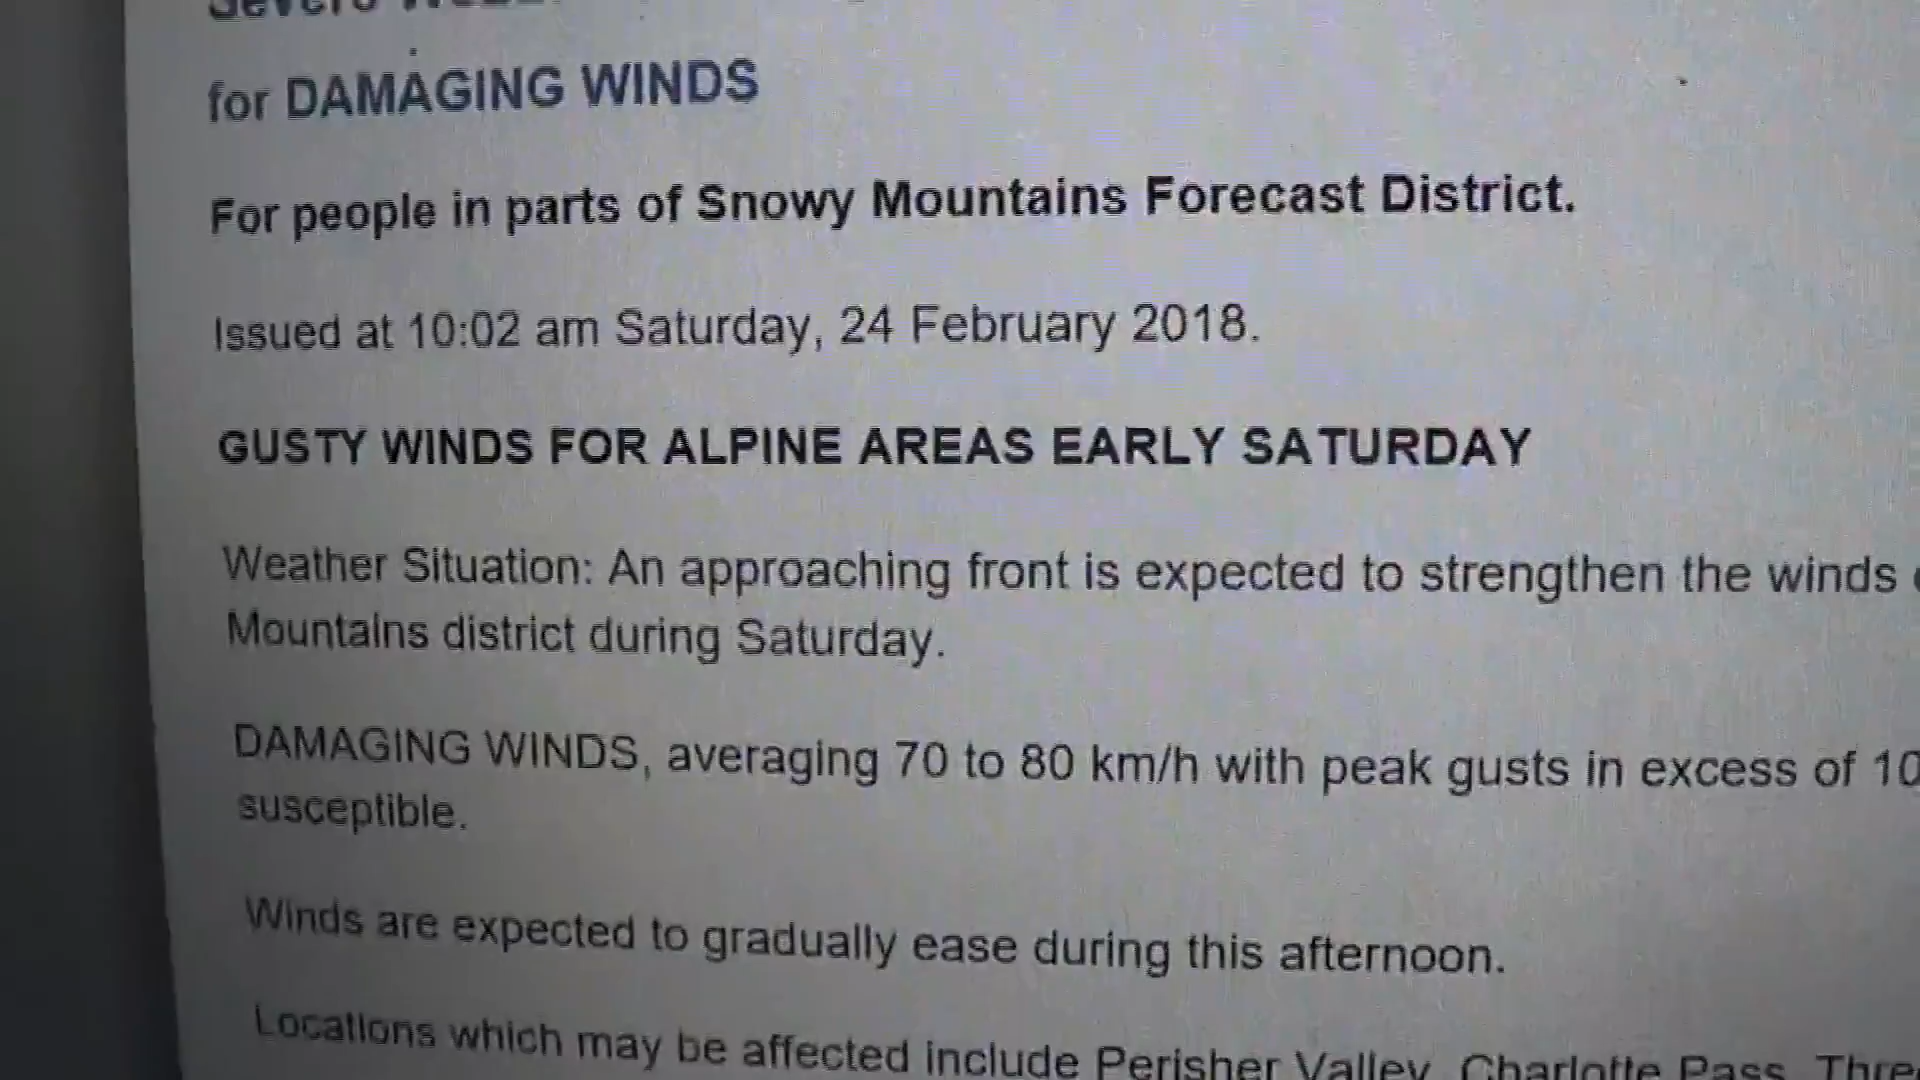 for DAMAGING WINDS
For people in parts of Snowy Mountains Forecast District.
Issued at 10:02 am Saturday, 24 February 2018.
GUSTY WINDS FOR ALPINE AREAS EARLY SATURDAY
Weather Situation: An approaching front is expected to strengthen the winds
Mountains district during Saturday.
DAMAGING WINDS, averaging 70 to 80 km/h with peak gusts in excess of
susceptible.
Winds are expected to gradually ease during this afternoon.
Locations which may be affected include Perisher Valley, Charlotte Pass,